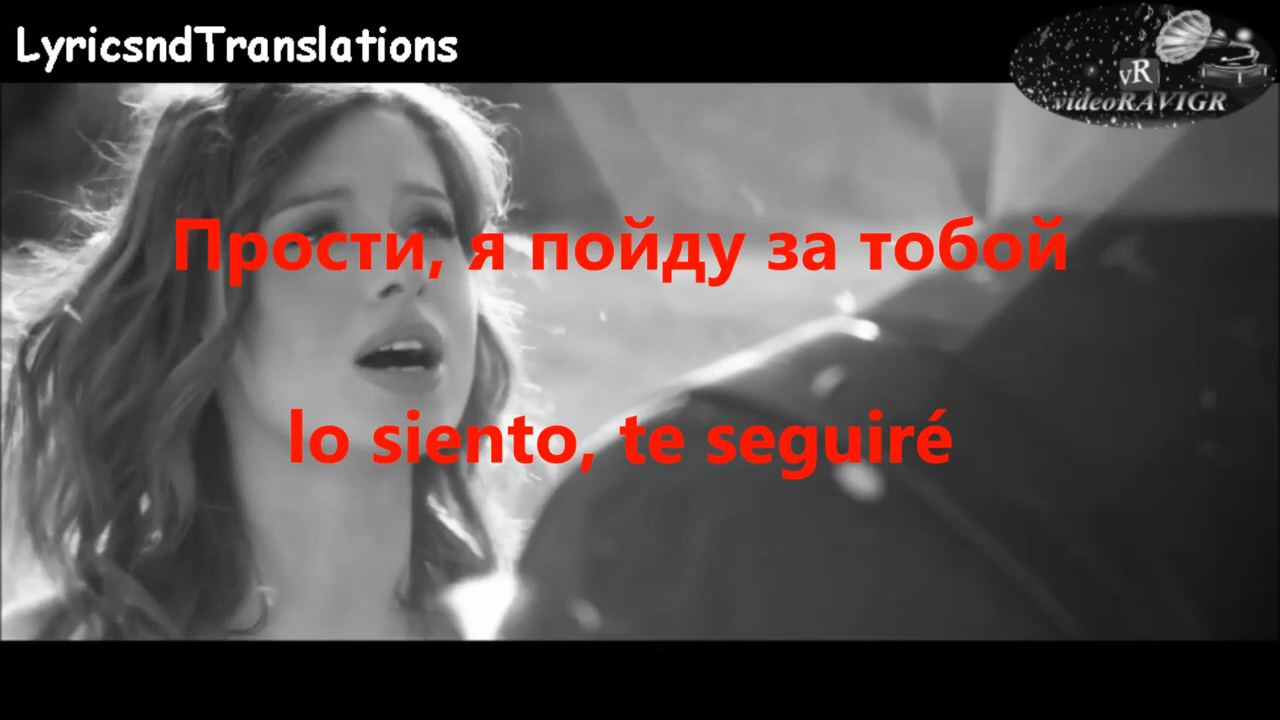 LyricsndTranslations
vR
videoRAVIGR
Прости, я пойду за тобой
lo siento, te seguiré